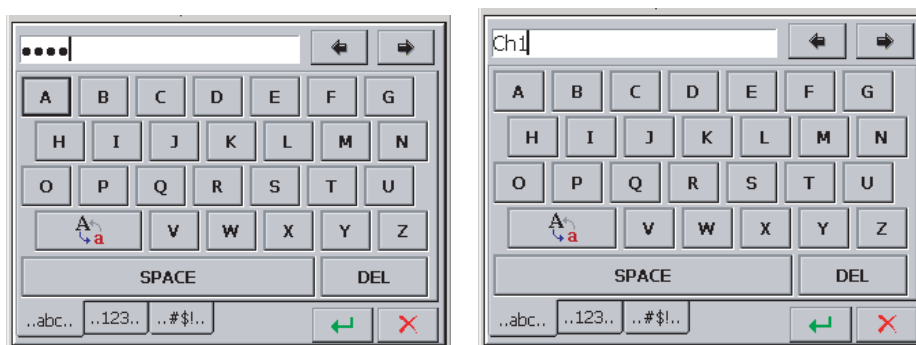 ••••
A B C D E F G
H I J K L M N
O P Q R S T U
A a V W X Y Z
SPACE DEL
..abc.. ..123.. ..#$!..
Ch1
A B C D E F G
H I J K L M N
O P Q R S T U
A a V W X Y Z
SPACE DEL
..abc.. ..123.. ..#$!..